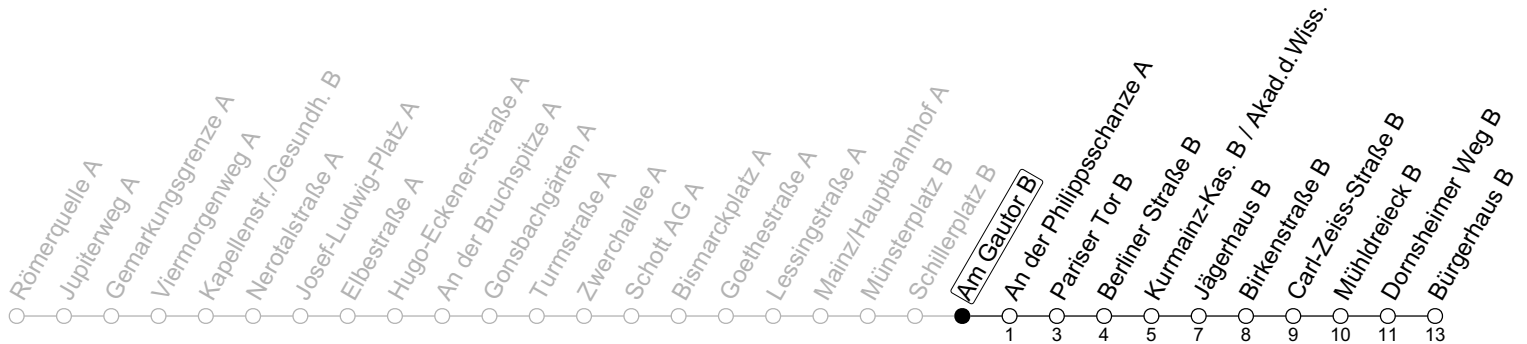 Römerquelle A
Jupiterweg A
Gemarkungsgrenze A
Viermorgenweg A
Kapellenstr./Gesundh. B
Nerotalstraße A
Josef-Ludwig-Platz A
Elbestraße A
Hugo-Eckener-Straße A
An der Bruchspitze A
Gonsbachgärten A
Turmstraße A
Zwerchallee A
Schott AG A
Bismarckplatz A
Goethestraße A
Lessingstraße A
Mainz/Hauptbahnhof A
Münsterplatz B
Schillerplatz B
Am Gautor B
An der Philippsschanze A
Pariser Tor B
Berliner Straße B
Kurmainz-Kas. B / Akad.d.Wiss.
Jägerhaus B
Birkenstraße B
Carl-Zeiss-Straße B
Mühldreieck B
Dornsheimer Weg B
Bürgerhaus B
1 3 4 5 7 8 9 10 11 13